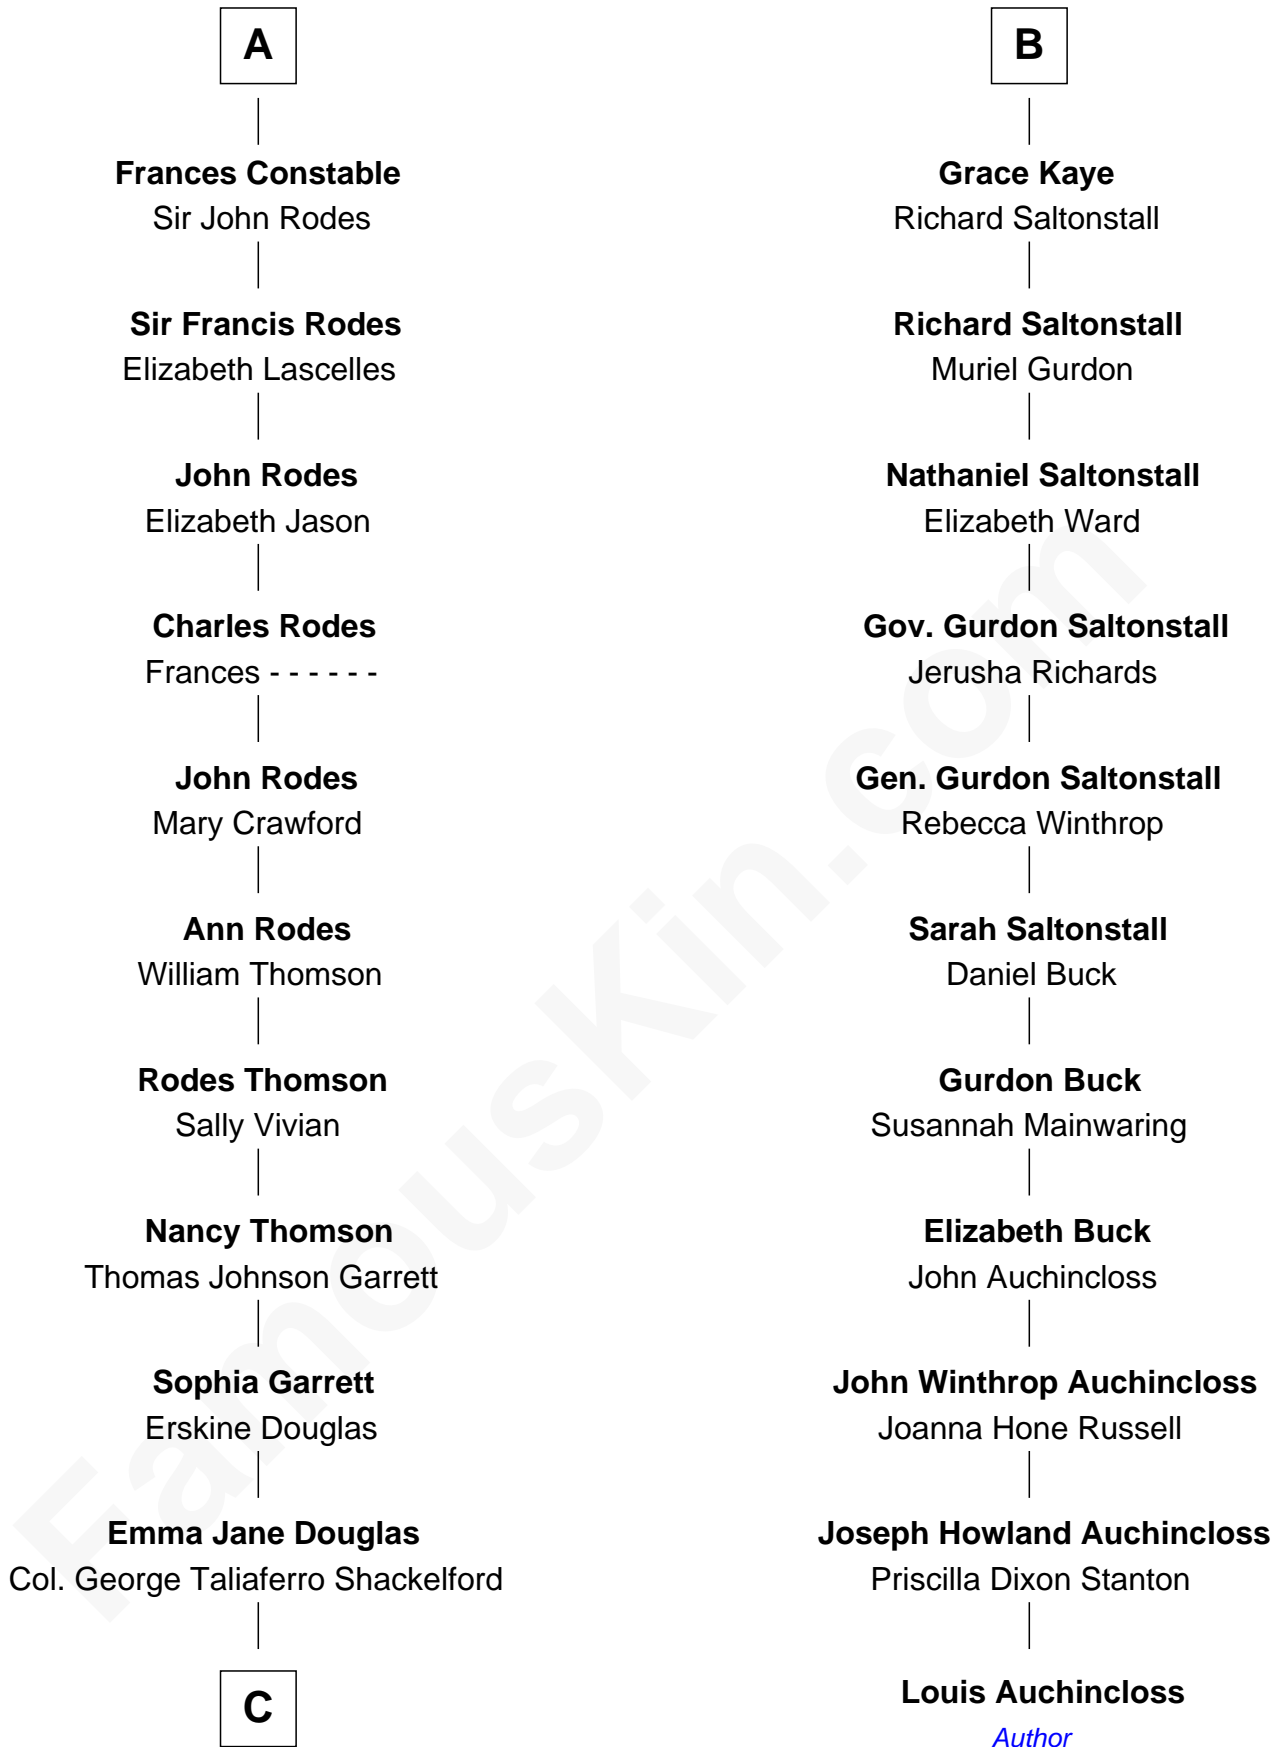 A
Frances Constable
Sir John Rodes
Sir Francis Rodes
Elizabeth Lascelles
John Rodes
Elizabeth Jason
Charles Rodes
Frances - - - - - -
John Rodes
Mary Crawford
Ann Rodes
William Thomson
Rodes Thomson
Sally Vivian
Nancy Thomson
Thomas Johnson Garrett
Sophia Garrett
Erskine Douglas
Emma Jane Douglas
Col. George Taliaferro Shackelford
C
B
Grace Kaye
Richard Saltonstall
Richard Saltonstall
Muriel Gurdon
Nathaniel Saltonstall
Elizabeth Ward
Gov. Gurdon Saltonstall
Jerusha Richards
Gen. Gurdon Saltonstall
Rebecca Winthrop
Sarah Saltonstall
Daniel Buck
Gurdon Buck
Susannah Mainwaring
Elizabeth Buck
John Auchincloss
John Winthrop Auchincloss
Joanna Hone Russell
Joseph Howland Auchincloss
Priscilla Dixon Stanton
Louis Auchincloss
Author
FamousKin.com